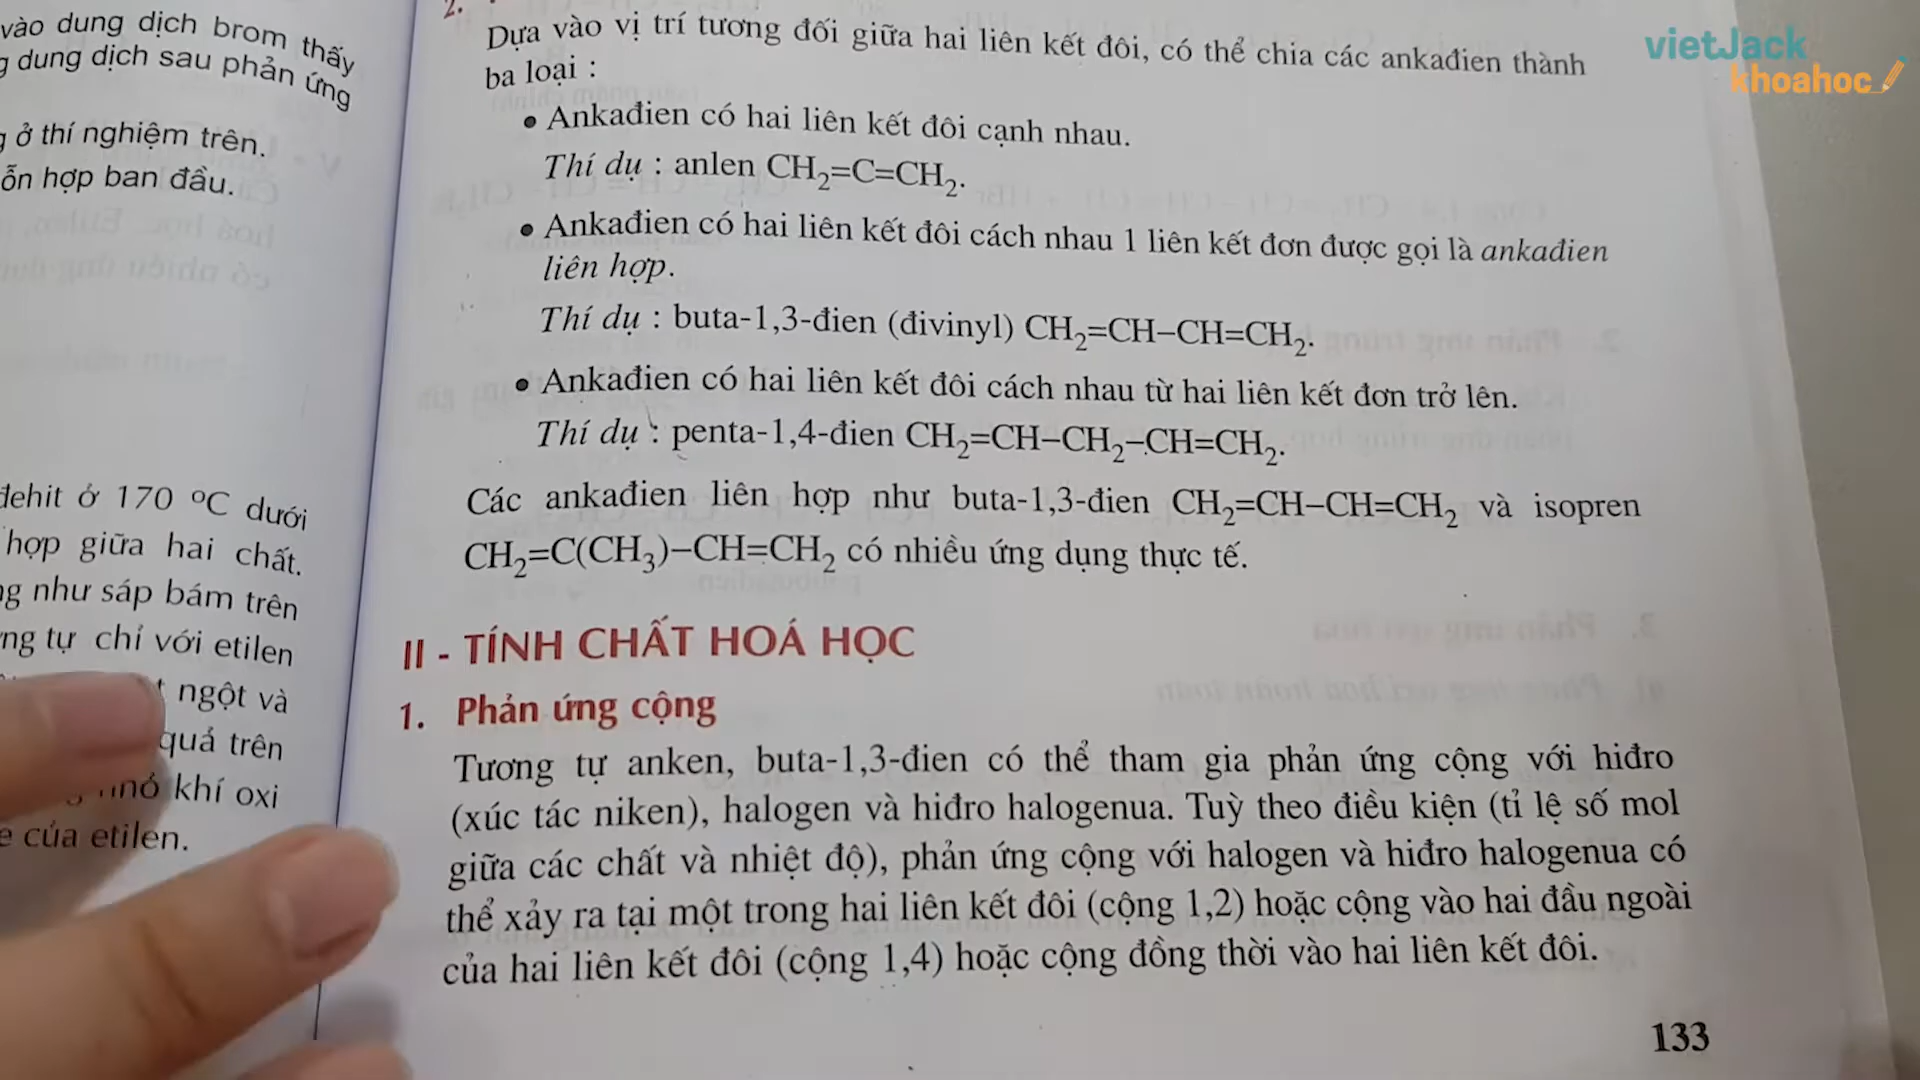 vào dung dịch brom thấy
dung dịch sau phản ứng
ở thí nghiệm trên.
hỗn hợp ban đầu.
đehit ở 170 °C dưới
hợp giữa hai chất.
như sáp bám trên
tự chỉ với etilen
ngột và
quả trên
khí oxi
của etilen.
2.
Dựa vào vị trí tương đối giữa hai liên kết đôi, có thể chia các ankađien thành
ba loại :
• Ankađien có hai liên kết đôi cạnh nhau.
Thí dụ : anlen CH₂=C=CH₂.
• Ankađien có hai liên kết đôi cách nhau 1 liên kết đơn được gọi là ankađien
liên hợp.
Thí dụ : buta-1,3-đien (đivinyl) CH₂=CH–CH=CH₂.
• Ankađien có hai liên kết đôi cách nhau từ hai liên kết đơn trở lên.
Thí dụ : penta-1,4-đien CH₂=CH–CH₂–CH=CH₂.
Các ankađien liên hợp như buta-1,3-đien CH₂=CH–CH=CH₂ và isopren
CH₂=C(CH₃)–CH=CH₂ có nhiều ứng dụng thực tế.
II - TÍNH CHẤT HOÁ HỌC
1. Phản ứng cộng
Tương tự anken, buta-1,3-đien có thể tham gia phản ứng cộng với hiđro
(xúc tác niken), halogen và hiđro halogenua. Tuỳ theo điều kiện (tỉ lệ số mol
giữa các chất và nhiệt độ), phản ứng cộng với halogen và hiđro halogenua có
thể xảy ra tại một trong hai liên kết đôi (cộng 1,2) hoặc cộng vào hai đầu ngoài
của hai liên kết đôi (cộng 1,4) hoặc cộng đồng thời vào hai liên kết đôi.
133
vietJack
khoahoc